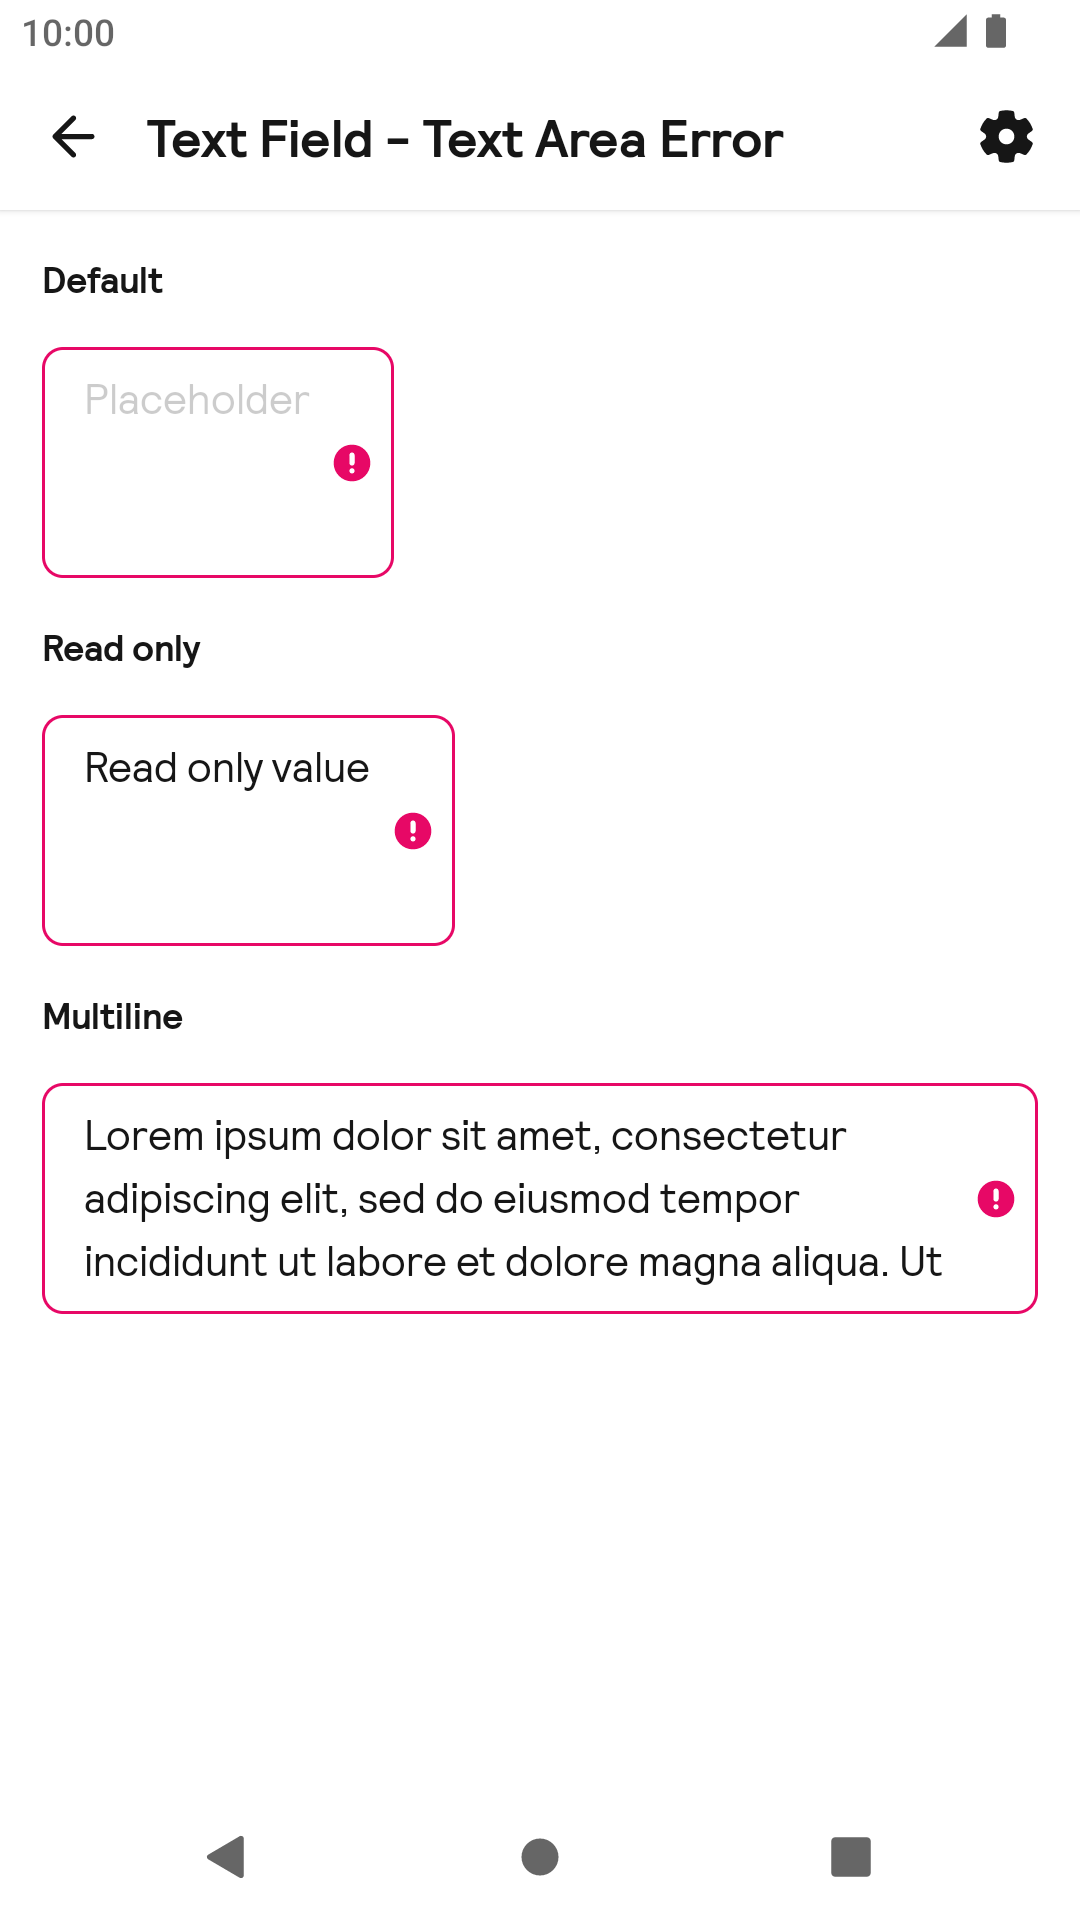 10:00
Text Field - Text Area Error
Default
Placeholder
Read only
Read only value
Multiline
Lorem ipsum dolor sit amet, consectetur
adipiscing elit, sed do eiusmod tempor
incididunt ut labore et dolore magna aliqua. Ut